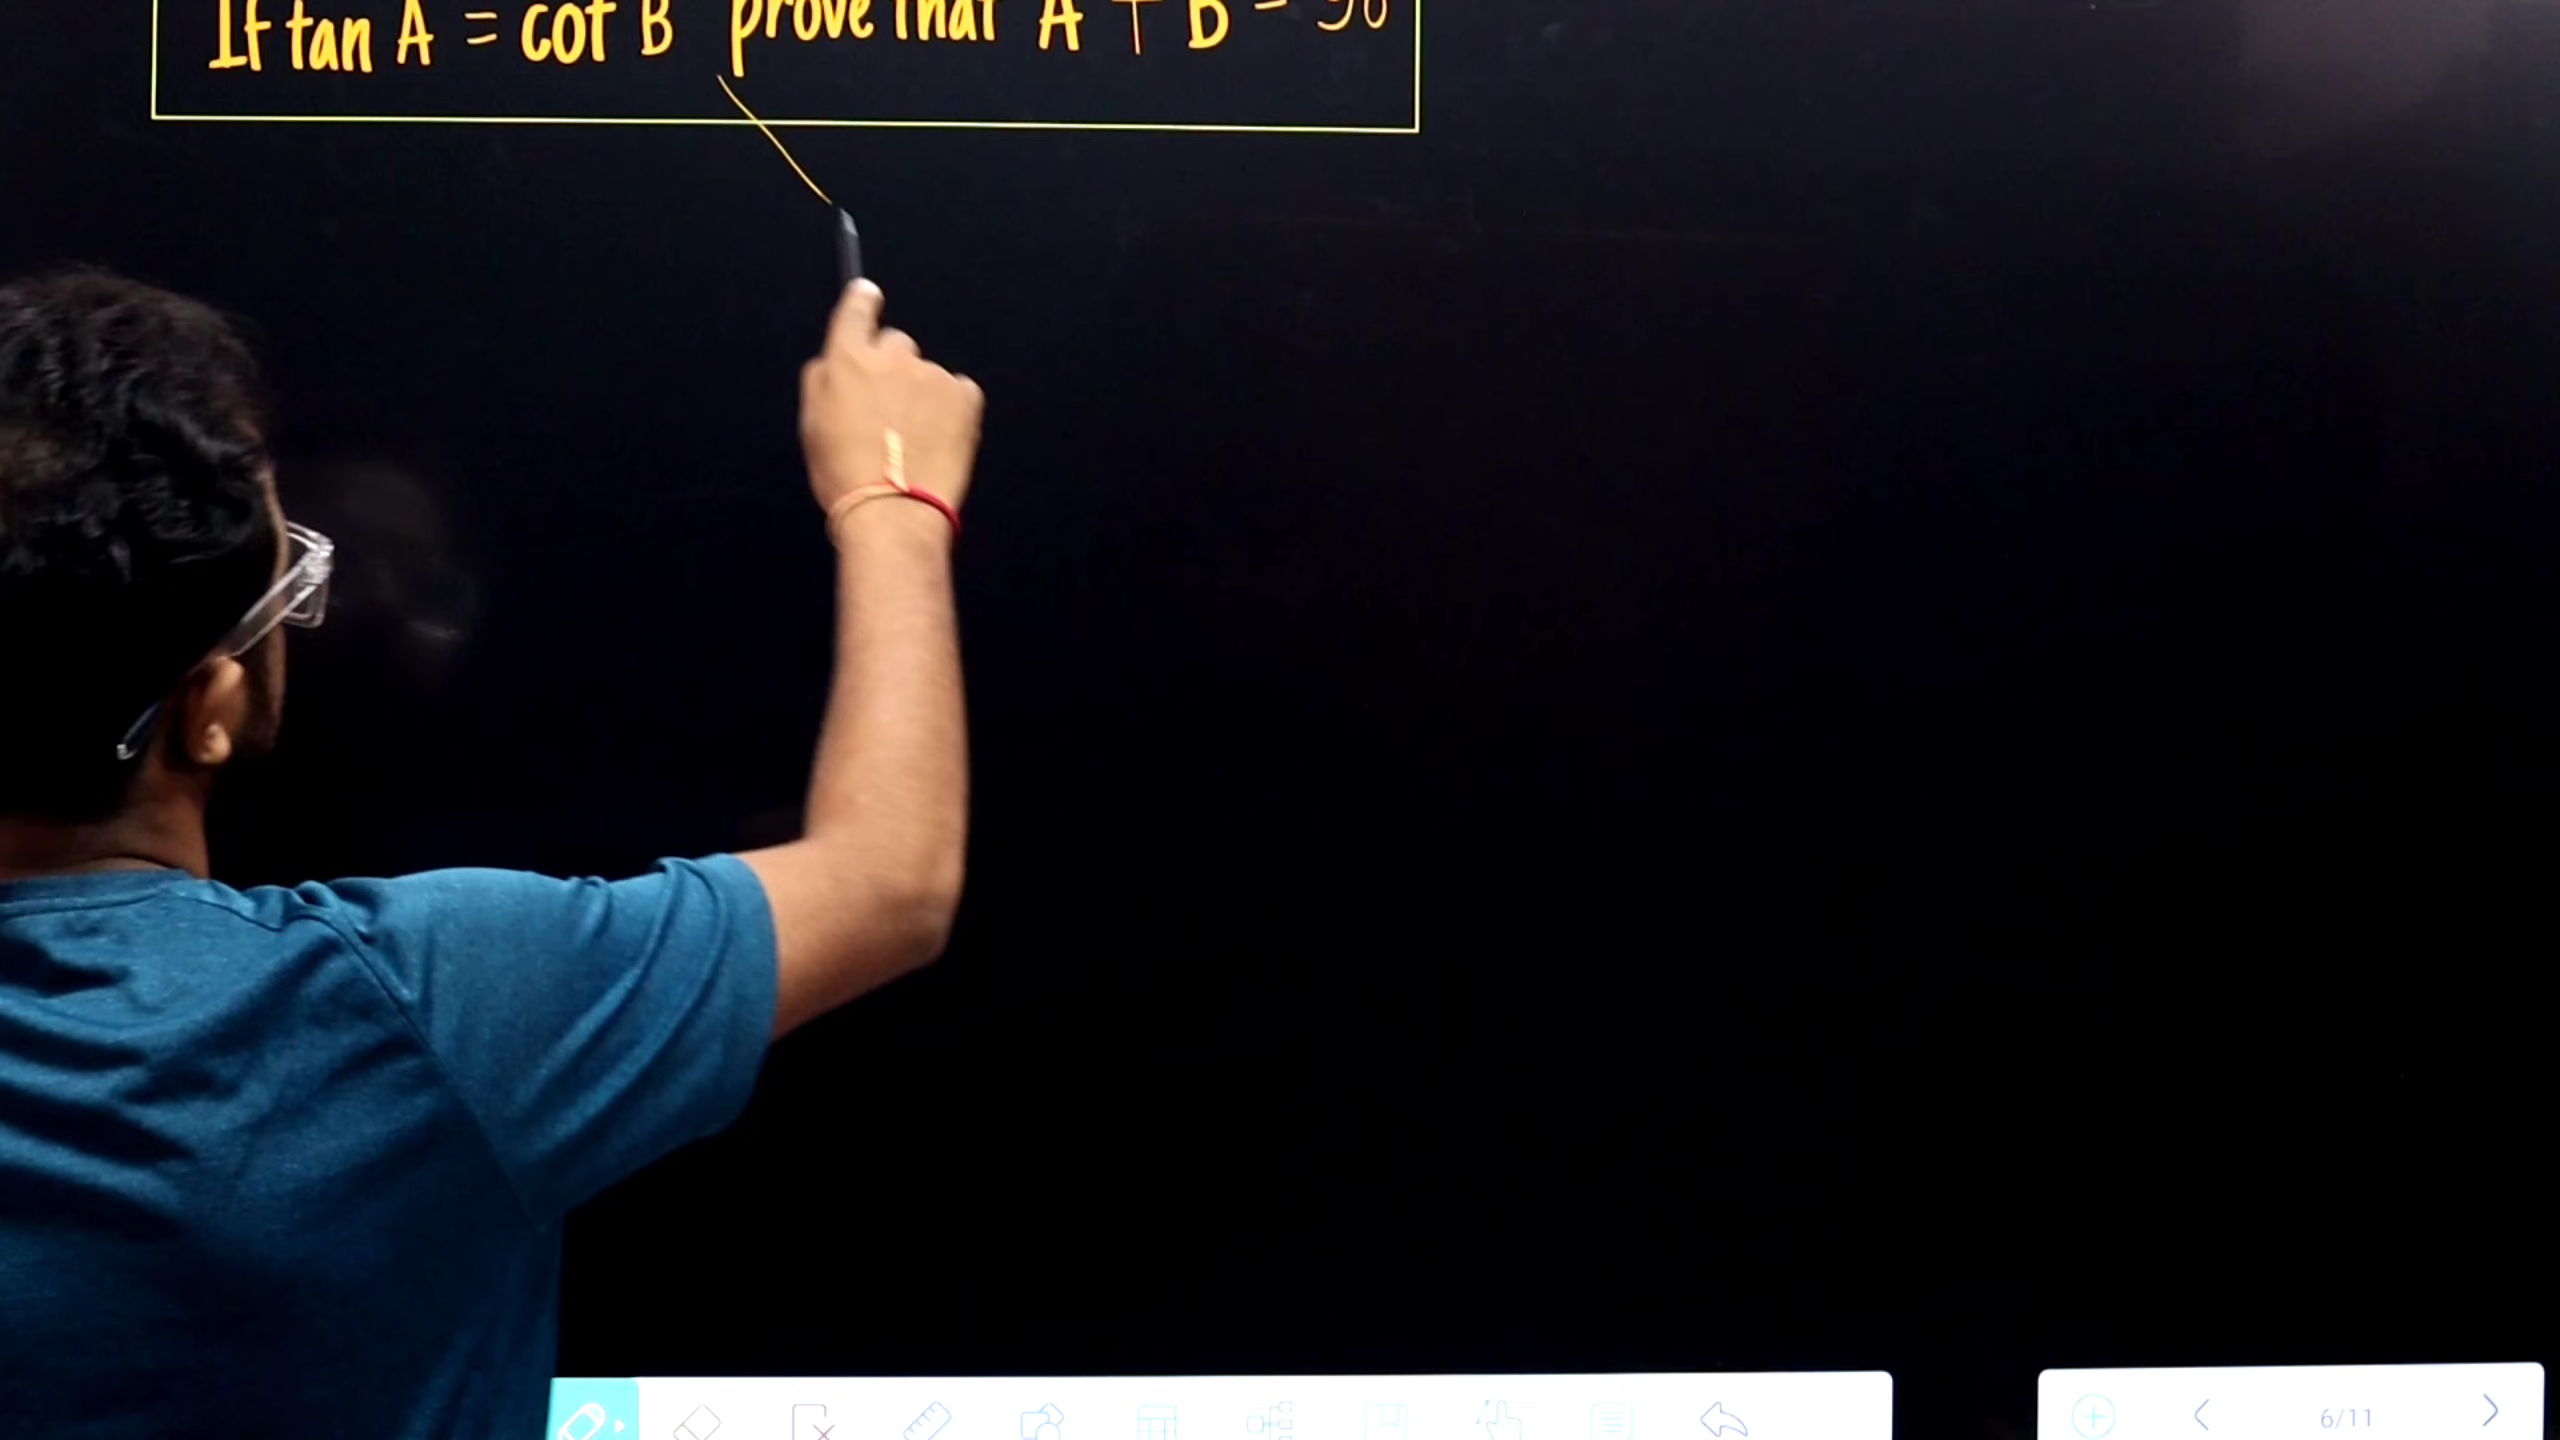 If tan A = cot B prove that A + B = 90
6/11